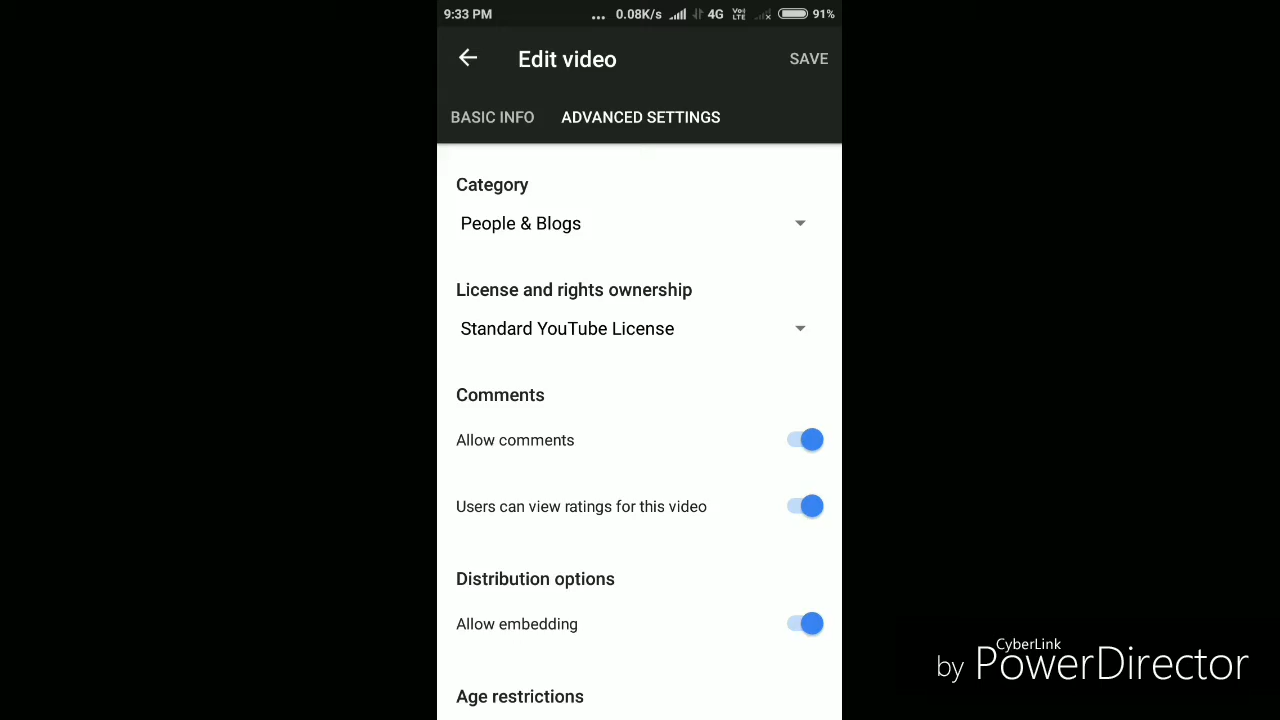 9:33 PM ... 0.08K/s 4G Vo) LTE 91%
Edit video SAVE
BASIC INFO ADVANCED SETTINGS
Category
People & Blogs
License and rights ownership
Standard YouTube License
Comments
Allow comments
Users can view ratings for this video
Distribution options
Allow embedding
Age restrictions
CyberLink
by PowerDirector